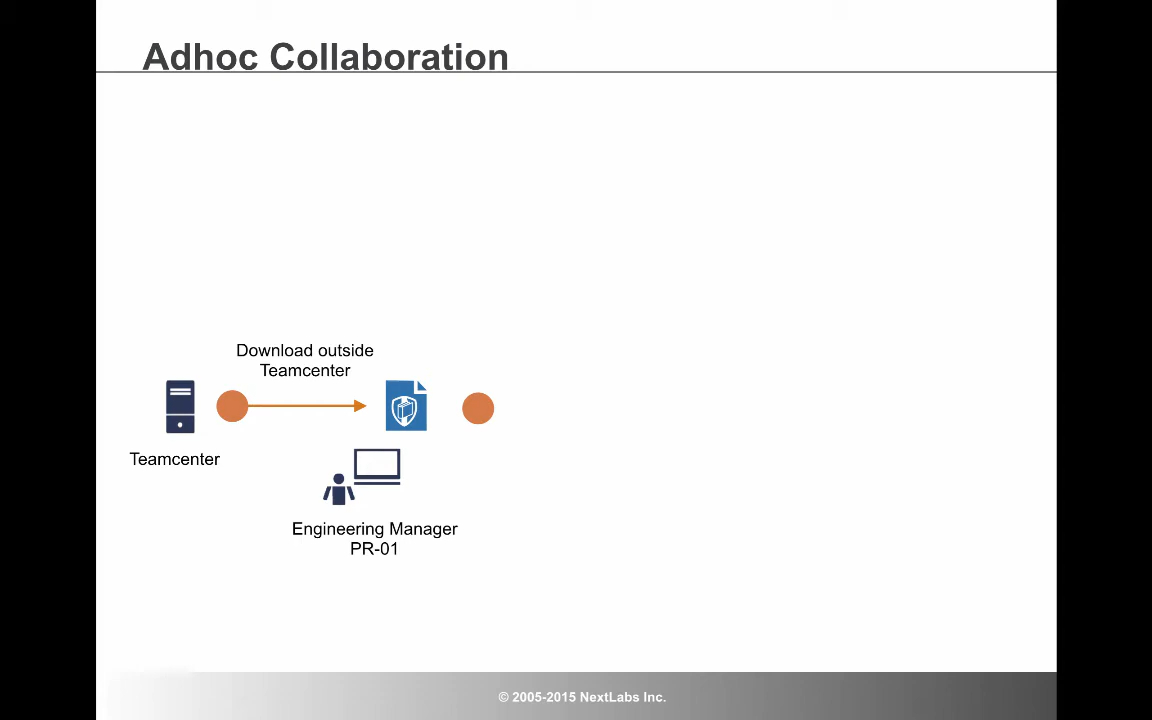 Adhoc Collaboration
Download outside
Teamcenter
Teamcenter
Engineering Manager
PR-01
© 2005-2015 NextLabs Inc.